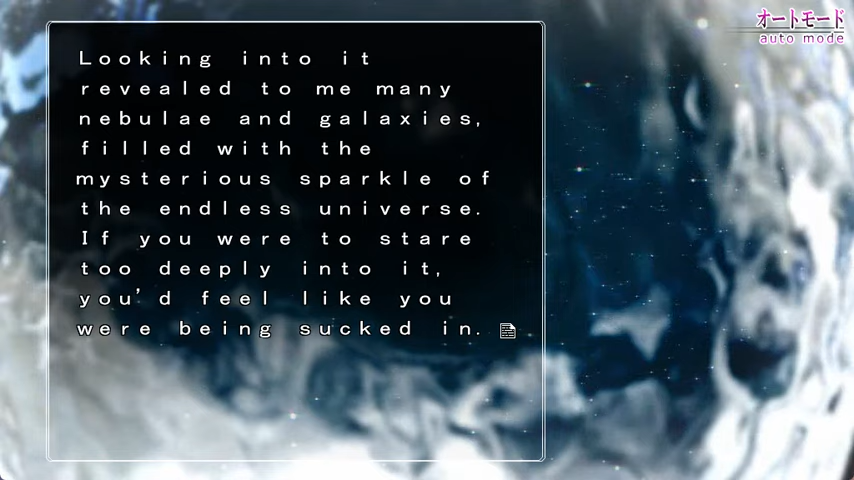 オートモード
auto mode
Looking into it
revealed to me many
nebulae and galaxies,
filled with the
mysterious sparkle of
the endless universe.
If you were to stare
too deeply into it,
you'd feel like you
were being sucked in.